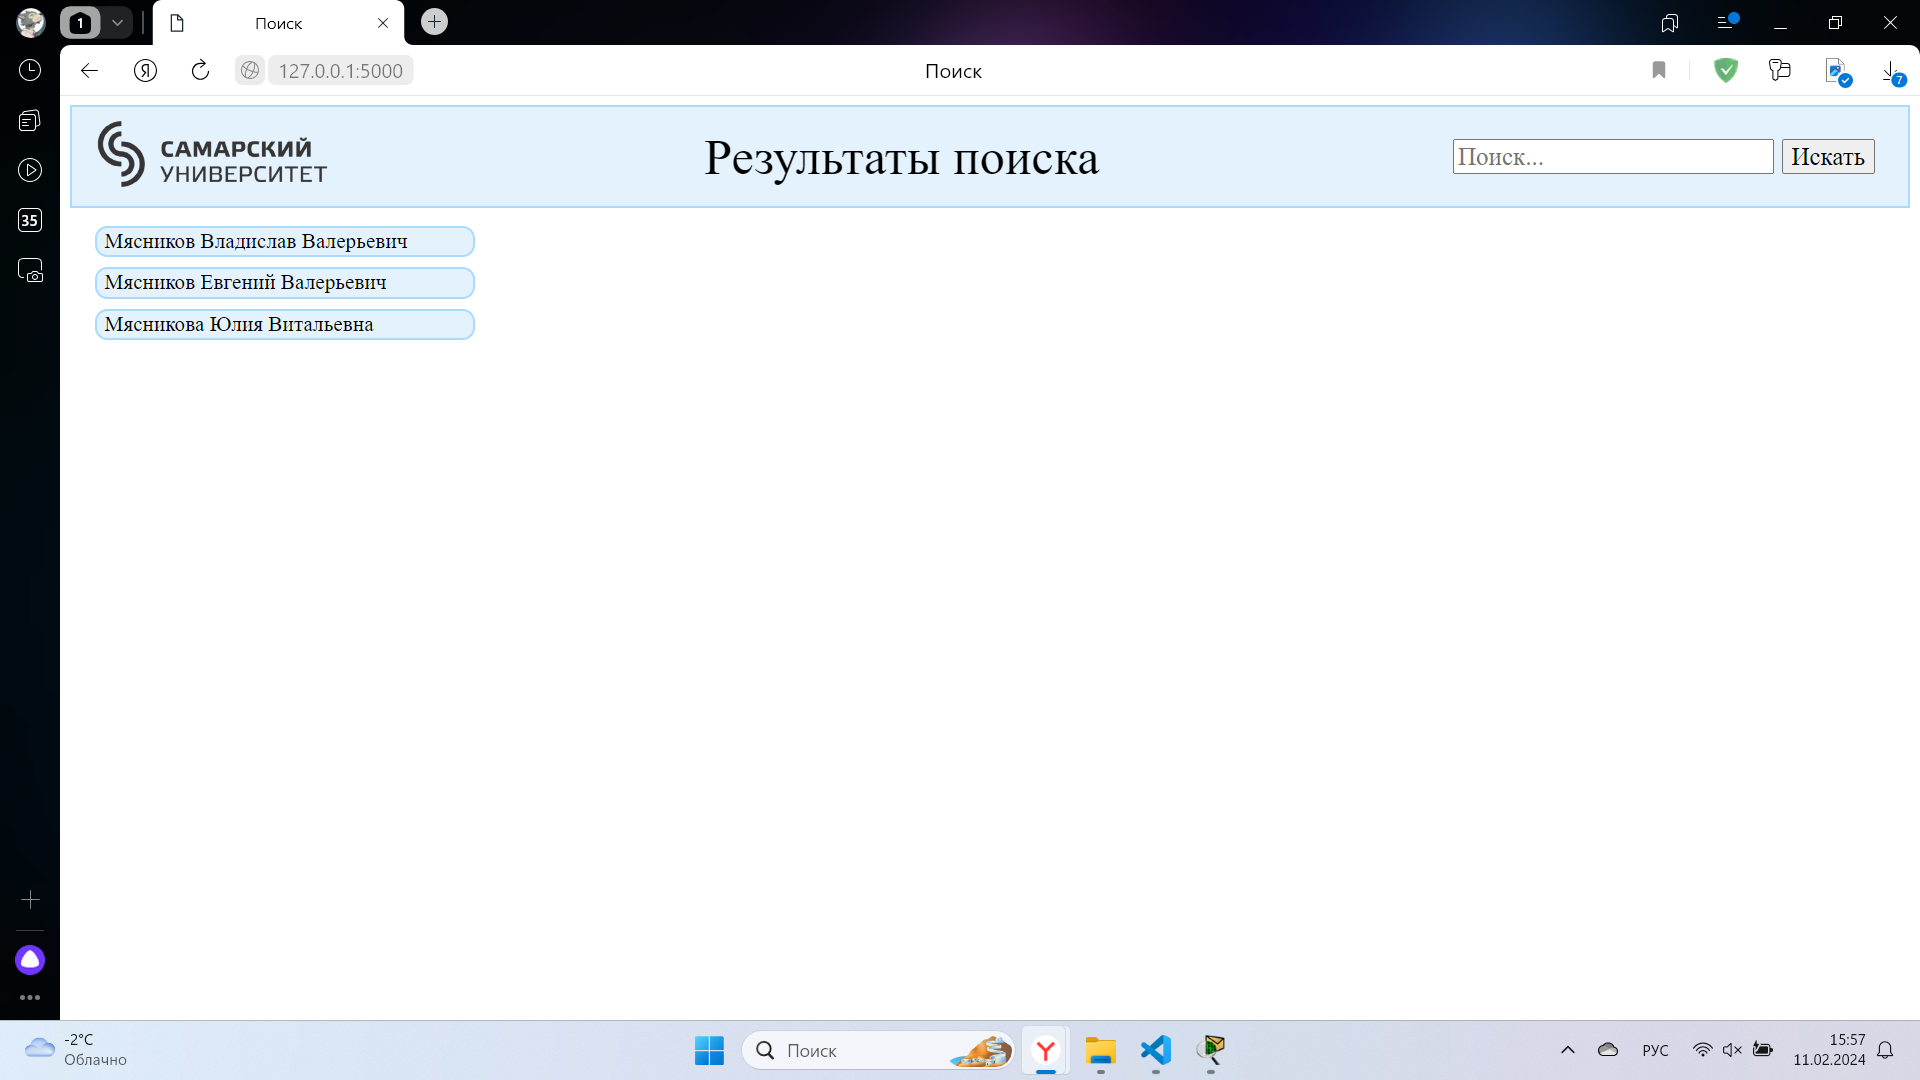 1
Поиск
127.0.0.1:5000
Поиск
7
35
САМАРСКИЙ
УНИВЕРСИТЕТ
Результаты поиска
Поиск...
Искать
Мясников Владислав Валерьевич
Мясников Евгений Валерьевич
Мясникова Юлия Витальевна
-2°C
Облачно
Поиск
РУС
15:57
11.02.2024